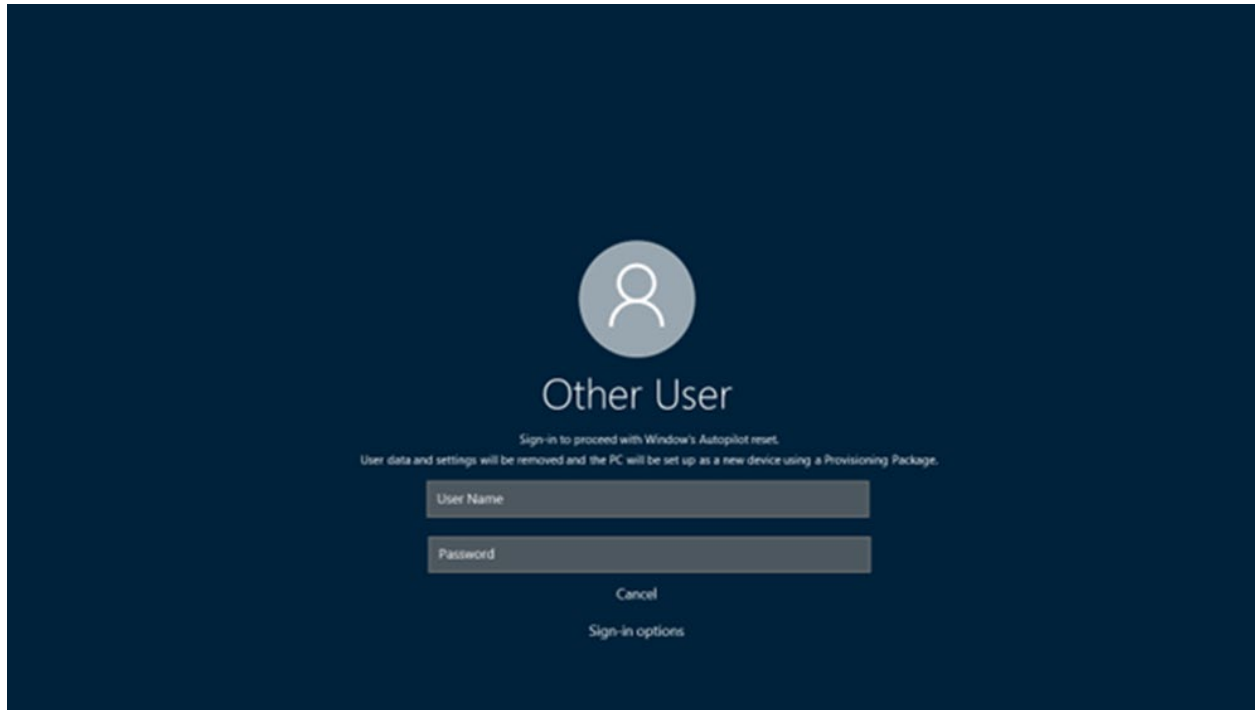 Other User
Sign-in to proceed with Window's Autopilot reset.
User data and settings will be removed and the PC will be set up as a new device using a Provisioning Package.
User Name
Password
Cancel
Sign-in options